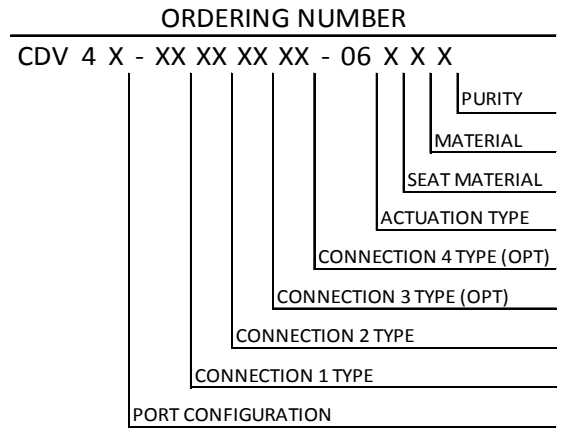 ORDERING NUMBER
CDV 4 X - XX XX XX XX - 06 X X X
PURITY
MATERIAL
SEAT MATERIAL
ACTUATION TYPE
CONNECTION 4 TYPE (OPT)
CONNECTION 3 TYPE (OPT)
CONNECTION 2 TYPE
CONNECTION 1 TYPE
PORT CONFIGURATION